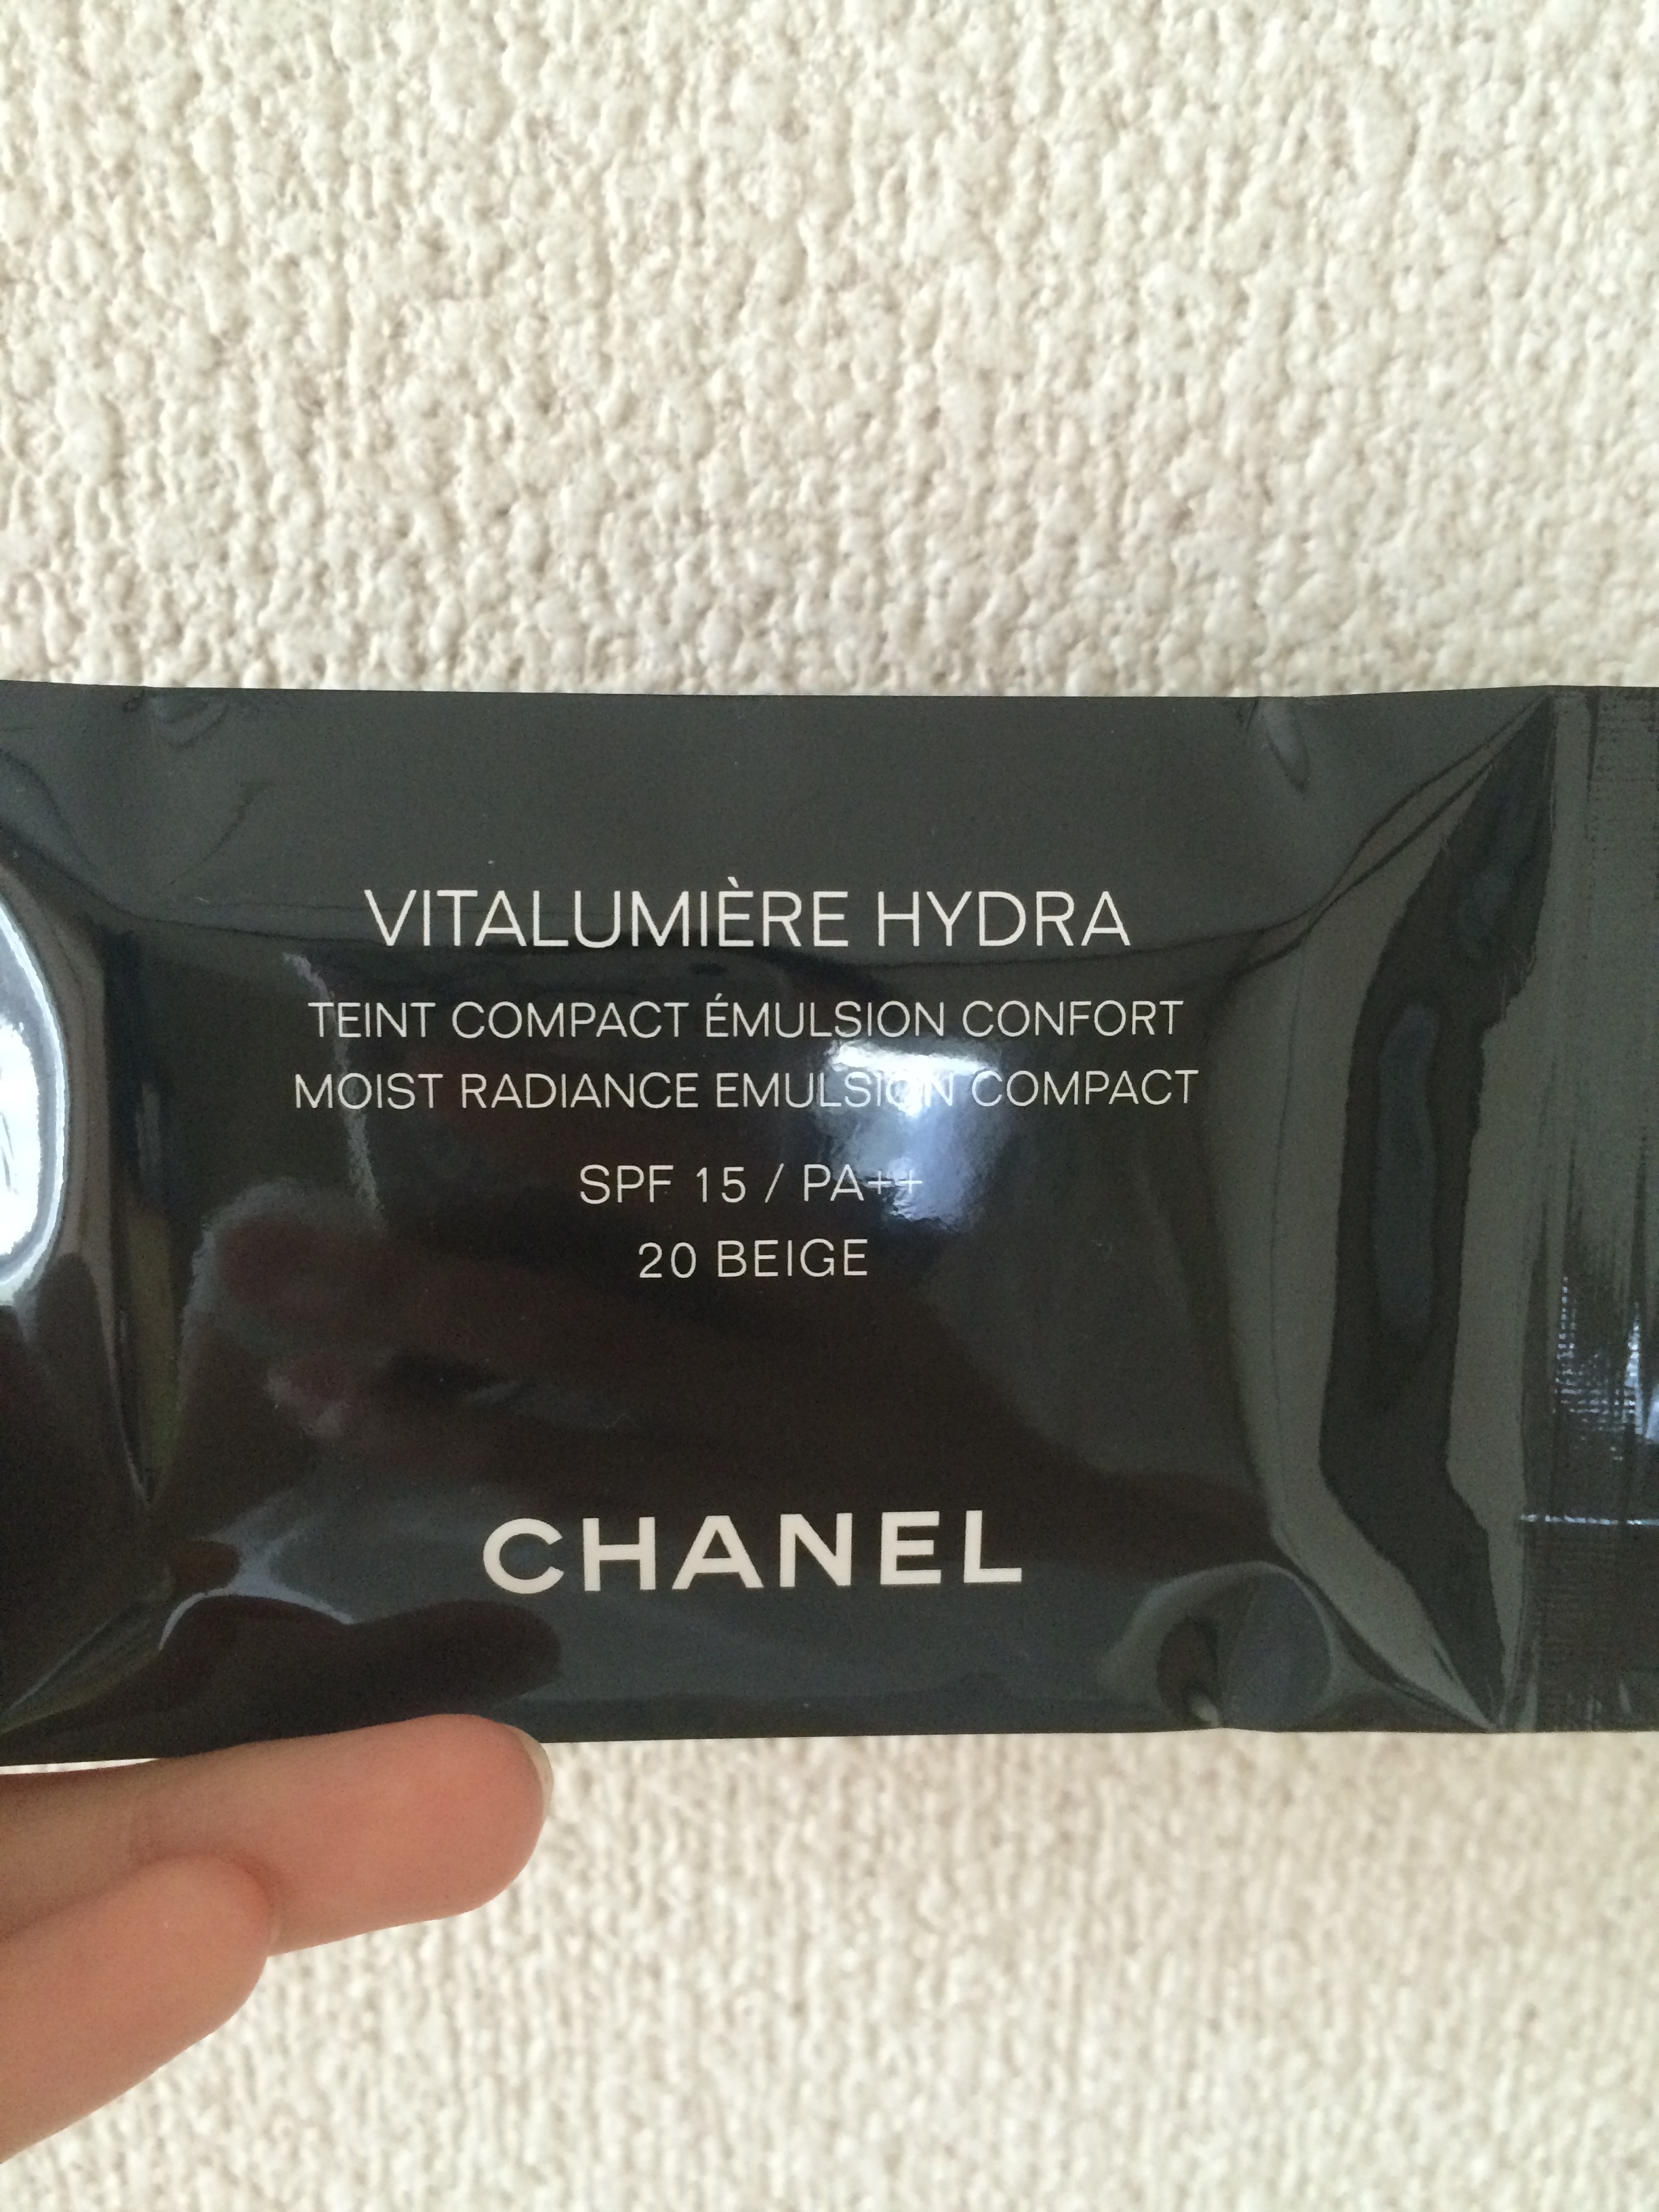 VITALUMIÈRE HYDRA
TEINT COMPACT ÉMULSION CONFORT
MOIST RADIANCE EMULSION COMPACT
SPF 15 / PA++
20 BEIGE
CHANEL